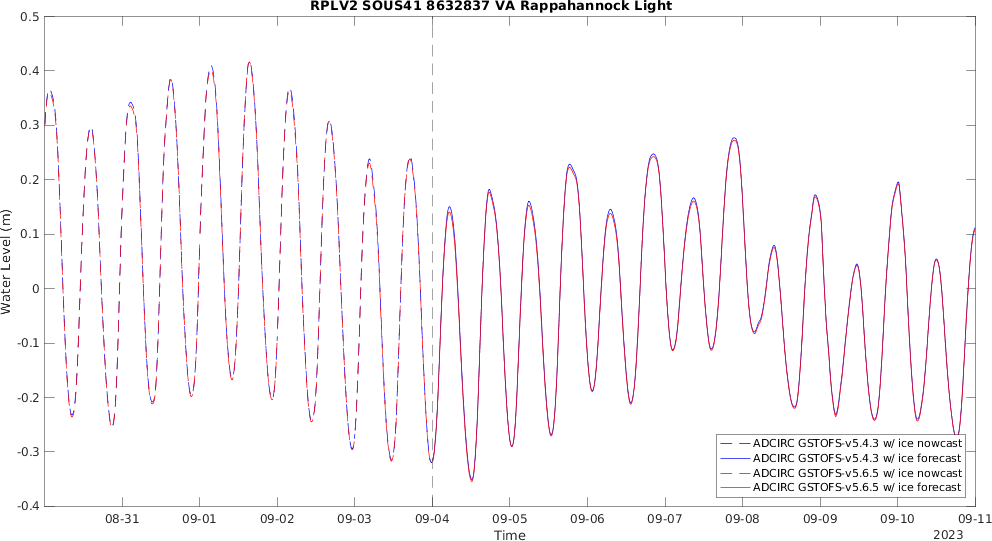 RPLV2 SOUS41 8632837 VA Rappahannock Light
0.5
0.4
0.3
0.2
0.1
0
-0.1
-0.2
-0.3
-0.4
Water Level (m)
ADCIRC GSTOFS-v5.4.3 w/ ice nowcast
ADCIRC GSTOFS-v5.4.3 w/ ice forecast
ADCIRC GSTOFS-v5.6.5 w/ ice nowcast
ADCIRC GSTOFS-v5.6.5 w/ ice forecast
08-31 09-01 09-02 09-03 09-04 09-05 09-06 09-07 09-08 09-09 09-10 09-11
Time
2023